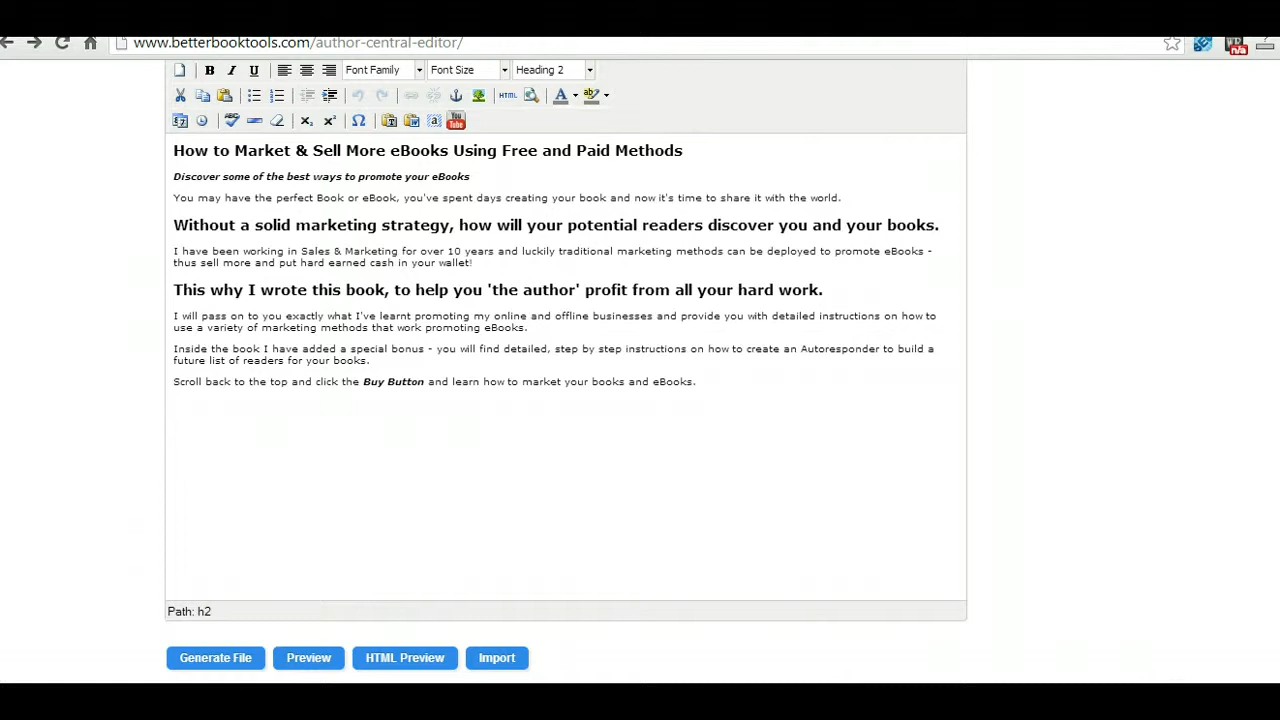 www.betterbooktools.com/author-central-editor/
n/a
B I U Font Family Font Size Heading 2
HTML A ab
ABC x₂ x² Ω T W a You Tube
How to Market & Sell More eBooks Using Free and Paid Methods
Discover some of the best ways to promote your eBooks
You may have the perfect Book or eBook, you've spent days creating your book and now it's time to share it with the world.
Without a solid marketing strategy, how will your potential readers discover you and your books.
I have been working in Sales & Marketing for over 10 years and luckily traditional marketing methods can be deployed to promote eBooks -
thus sell more and put hard earned cash in your wallet!
This why I wrote this book, to help you 'the author' profit from all your hard work.
I will pass on to you exactly what I've learnt promoting my online and offline businesses and provide you with detailed instructions on how to
use a variety of marketing methods that work promoting eBooks.
Inside the book I have added a special bonus - you will find detailed, step by step instructions on how to create an Autoresponder to build a
future list of readers for your books.
Scroll back to the top and click the Buy Button and learn how to market your books and eBooks.
Path: h2
Generate File Preview HTML Preview Import